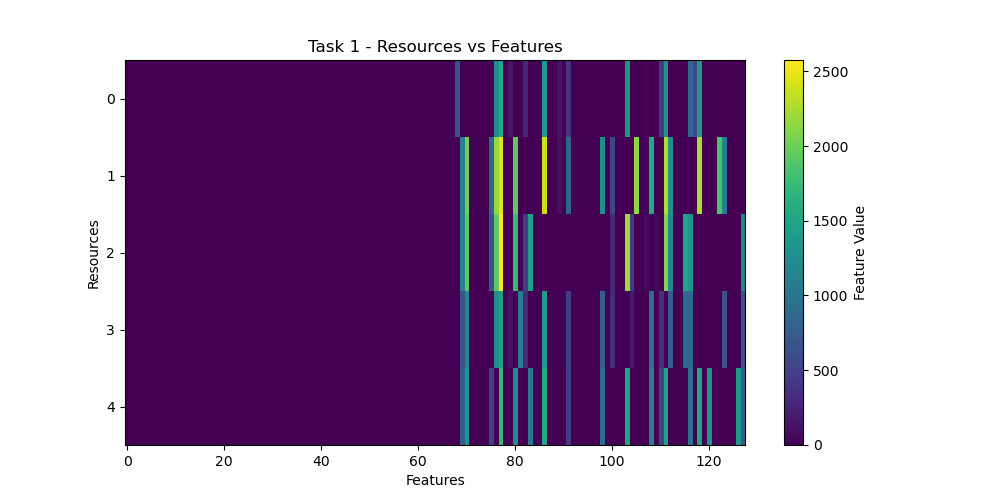 Task 1 - Resources vs Features
Resources
0
1
2
3
4
0 20 40 60 80 100 120
Features
2500
2000
1500
1000
500
0
Feature Value